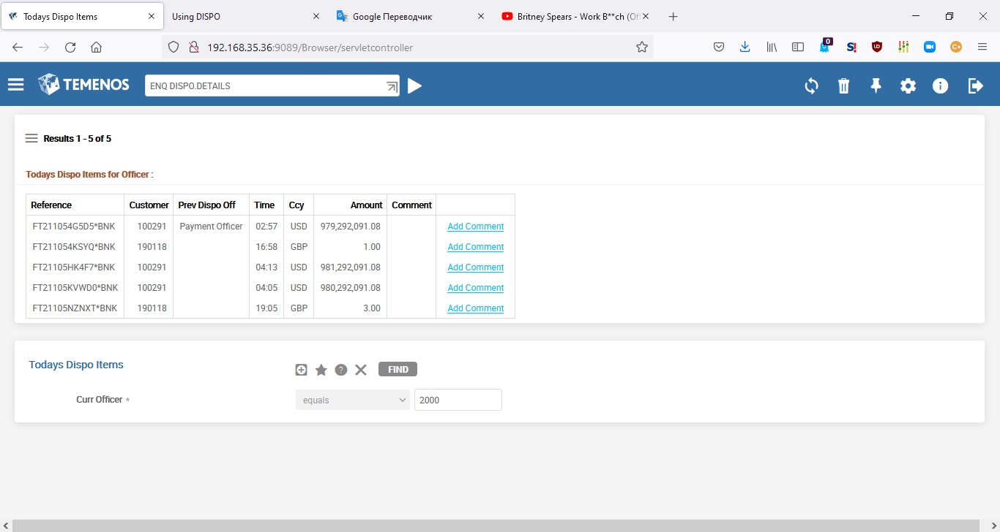 Todays Dispo Items
Using DISPO
Google Переводчик
Britney Spears - Work B**ch (Off
192.168.35.36:9089/Browser/servletcontroller
0
S!
UD
C+
TEMENOS
ENQ DISPO.DETAILS
Results 1 - 5 of 5
Todays Dispo Items for Officer :
Reference Customer Prev Dispo Off Time Ccy Amount Comment
FT211054G5D5*BNK 100291 Payment Officer 02:57 USD 979,292,091.08 Add Comment
FT211054KSYQ*BNK 190118 16:58 GBP 1.00 Add Comment
FT21105HK4F7*BNK 100291 04:13 USD 981,292,091.08 Add Comment
FT21105KVWD0*BNK 100291 04:05 USD 980,292,091.08 Add Comment
FT21105NZNXT*BNK 190118 19:05 GBP 3.00 Add Comment
Todays Dispo Items
FIND
Curr Officer * equals 2000